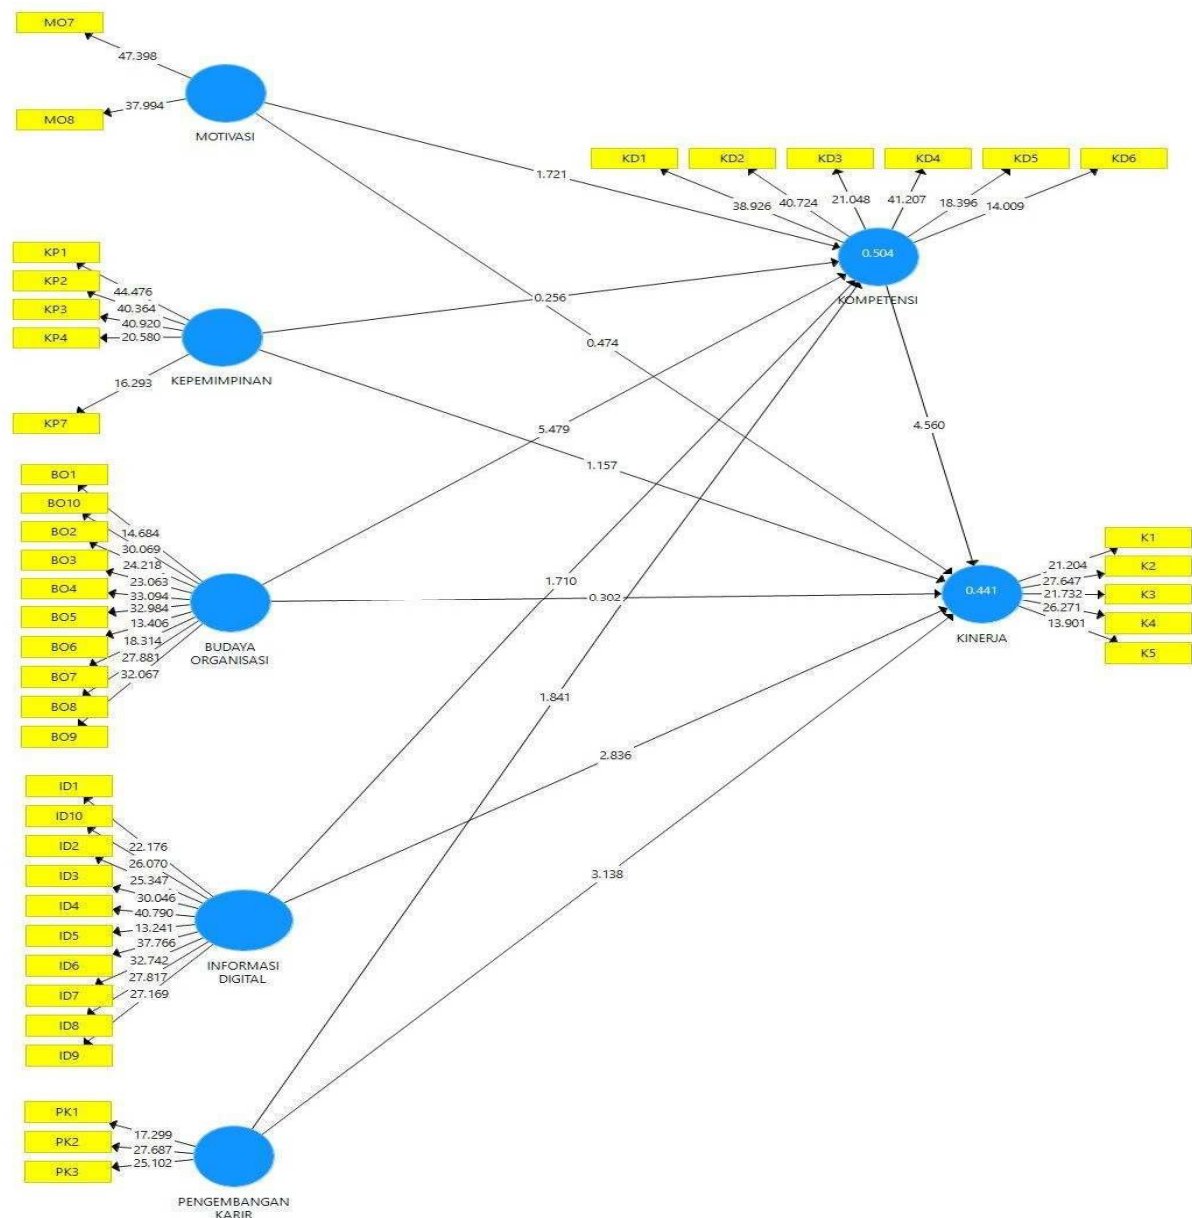 MO7
47.398
37.994
MO8
MOTIVASI
1.721
KD1
KD2
KD3
KD4
KD5
KD6
38.926
40.724
21.048
41.207
18.396
14.009
0.504
KOMPETENSI
KP1
KP2
KP3
KP4
KP7
44.476
40.364
40.920
20.580
16.293
KEPEMIMPINAN
0.256
0.474
5.479
1.157
4.560
BO1
BO10
BO2
BO3
BO4
BO5
BO6
BO7
BO8
BO9
14.684
30.069
24.218
23.063
33.094
32.984
13.406
18.314
27.881
32.067
BUDAYA
ORGANISASI
1.710
0.302
0.441
KINERJA
21.204
27.647
21.732
26.271
13.901
K1
K2
K3
K4
K5
1.841
2.836
ID1
ID10
ID2
ID3
ID4
ID5
ID6
ID7
ID8
ID9
22.176
26.070
25.347
30.046
40.790
13.241
37.766
32.742
27.817
27.169
INFORMASI
DIGITAL
3.138
PK1
PK2
PK3
17.299
27.687
25.102
PENGEMBANGAN
KARIR